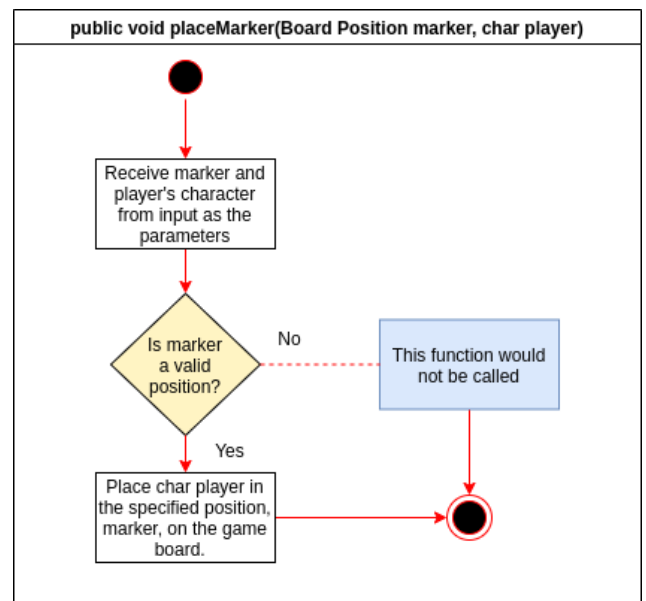 public void placeMarker(Board Position marker, char player)
Receive marker and
player's character
from input as the
parameters
Is marker
a valid
position?
No
This function would
not be called
Yes
Place char player in
the specified position,
marker, on the game
board.